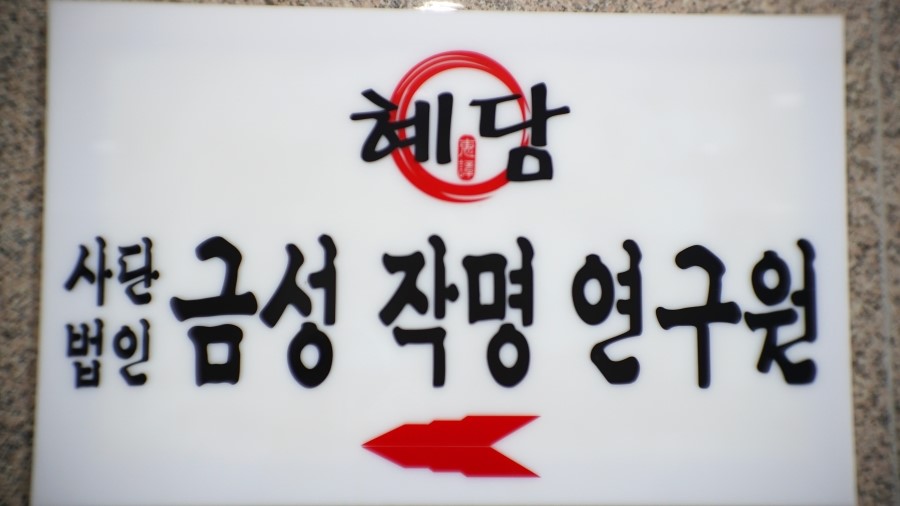 혜담
사단
법인 금성 작명 연구원